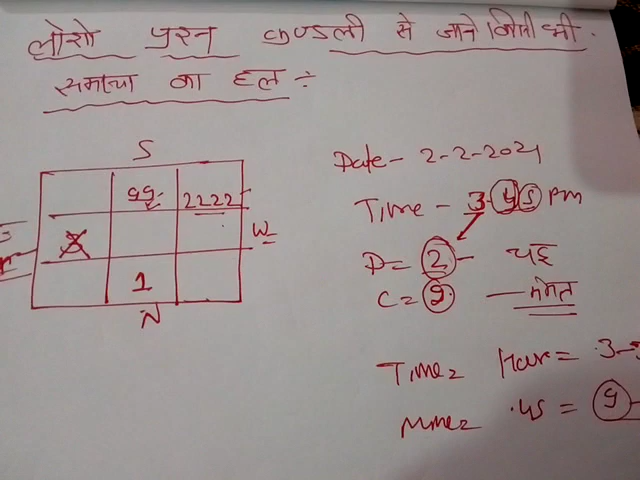 लोशो प्रश्न कुण्डली से जाने किसी भी
समस्या का हल ÷
S
99 2222
W
1
N
Date - 2-2-2021
Time - 3.45 pm
D = 2 - चंद्र
C = 9 - मंगल
Time = Hour = 3 -
45 = 9 -